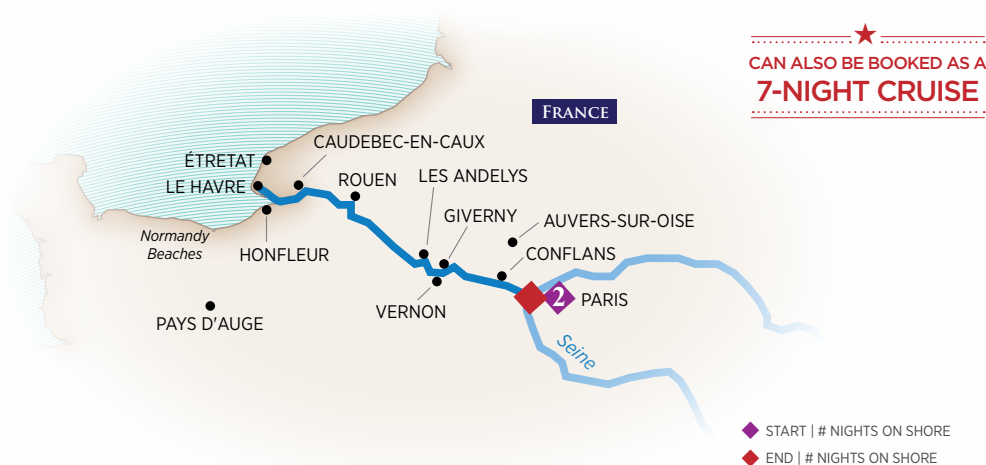 ★
CAN ALSO BE BOOKED AS A
7-NIGHT CRUISE
FRANCE
CAUDEBEC-EN-CAUX
ÉTRETAT
LE HAVRE
ROUEN
LES ANDELYS
GIVERNY
AUVERS-SUR-OISE
Normandy
Beaches
HONFLEUR
CONFLANS
VERNON
2
PARIS
PAYS D'AUGE
Seine
START | # NIGHTS ON SHORE
END | # NIGHTS ON SHORE